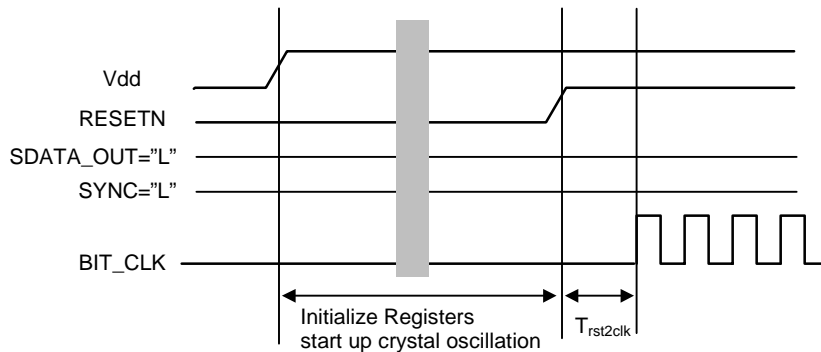 Vdd
RESETN
SDATA_OUT=”L”
SYNC=”L”
BIT_CLK
Initialize Registers
start up crystal oscillation
Trst2clk